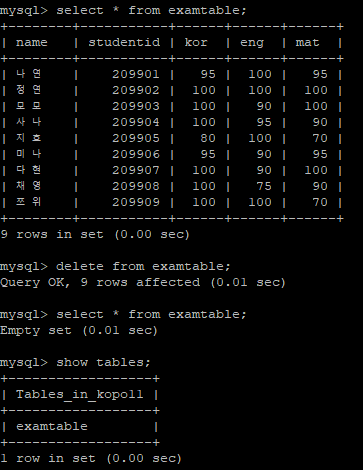 mysql> select * from examtable;
+--------+-----------+------+------+------+
| name   | studentid | kor  | eng  | mat  |
+--------+-----------+------+------+------+
| 나연   |    209901 |   95 |  100 |   95 |
| 정연   |    209902 |  100 |  100 |  100 |
| 모모   |    209903 |  100 |   90 |  100 |
| 사나   |    209904 |  100 |   95 |   90 |
| 지효   |    209905 |   80 |  100 |   70 |
| 미나   |    209906 |   95 |   90 |   95 |
| 다현   |    209907 |  100 |   90 |  100 |
| 채영   |    209908 |  100 |   75 |   90 |
| 쯔위   |    209909 |  100 |  100 |   70 |
+--------+-----------+------+------+------+
9 rows in set (0.00 sec)
mysql> delete from examtable;
Query OK, 9 rows affected (0.01 sec)
mysql> select * from examtable;
Empty set (0.01 sec)
mysql> show tables;
+------------------+
| Tables_in_kopoll |
+------------------+
| examtable        |
+------------------+
1 row in set (0.00 sec)